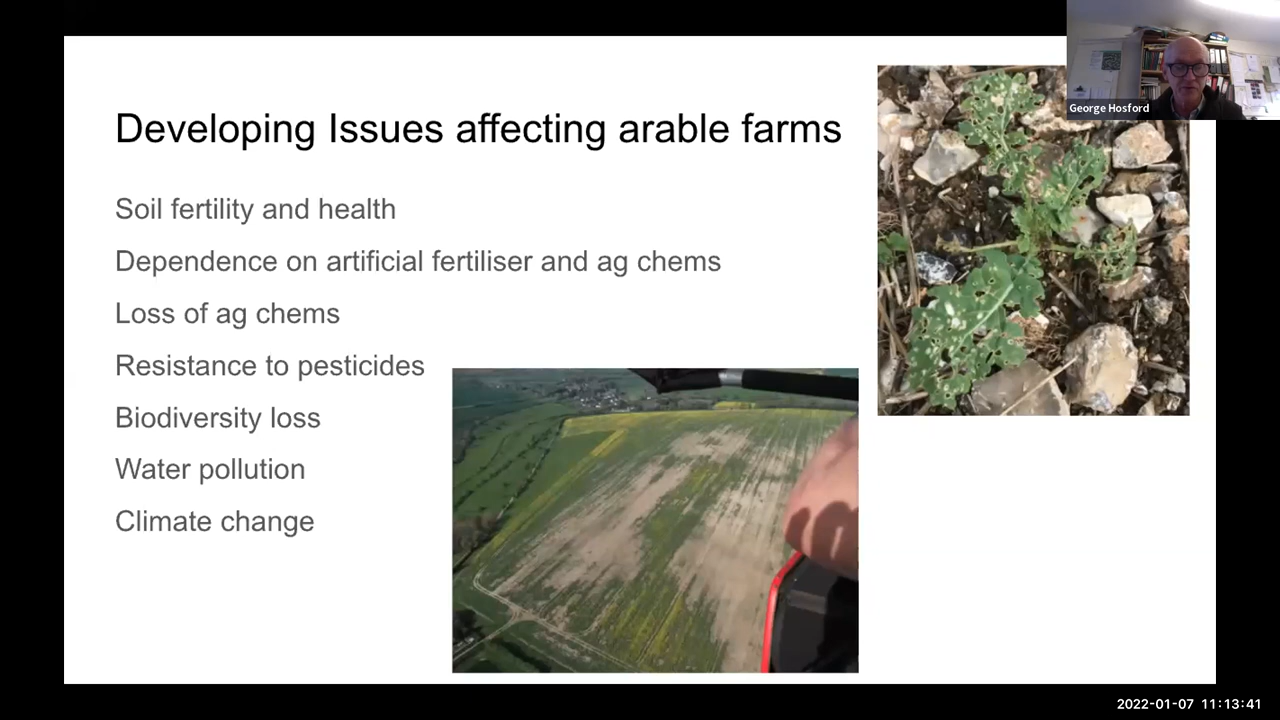 Developing Issues affecting arable farms
Soil fertility and health
Dependence on artificial fertiliser and ag chems
Loss of ag chems
Resistance to pesticides
Biodiversity loss
Water pollution
Climate change
George Hosford
2022-01-07 11:13:41